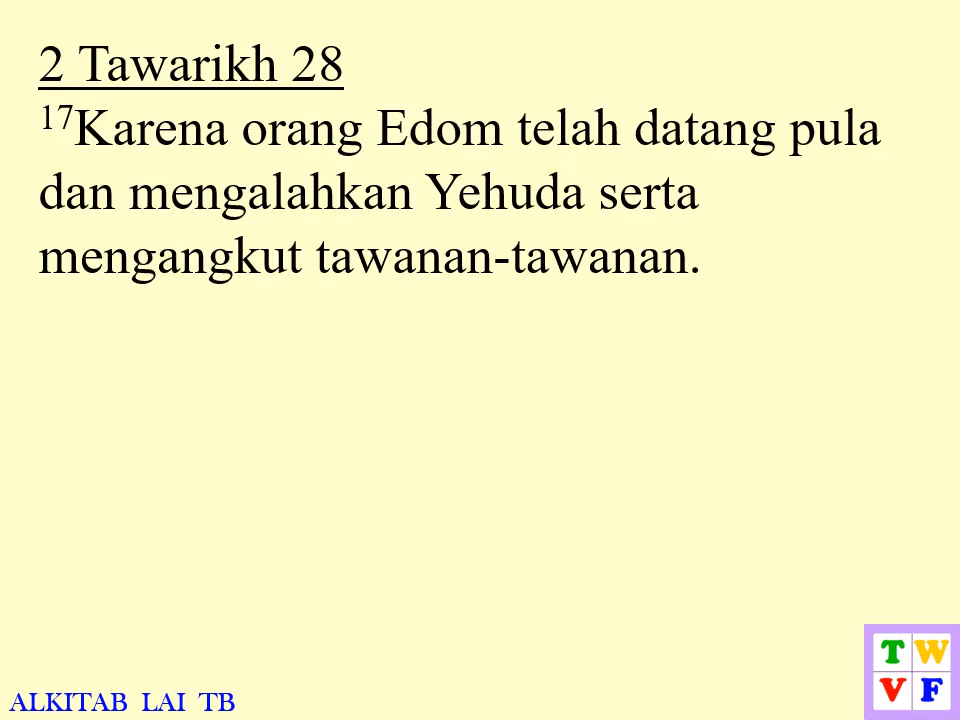 2 Tawarikh 28
17Karena orang Edom telah datang pula
dan mengalahkan Yehuda serta
mengangkut tawanan-tawanan.
T W
V F
ALKITAB LAI TB